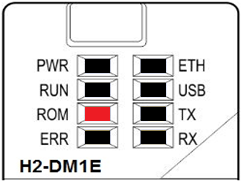 PWR ETH
RUN USB
ROM TX
ERR RX
H2-DM1E